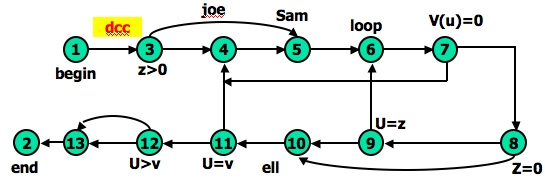 dcc
joe
Sam
loop
V(u)=0
1
3
4
5
6
7
begin
z>0
U=z
2
13
12
11
10
9
8
end
U>v
U=v
ell
Z=0